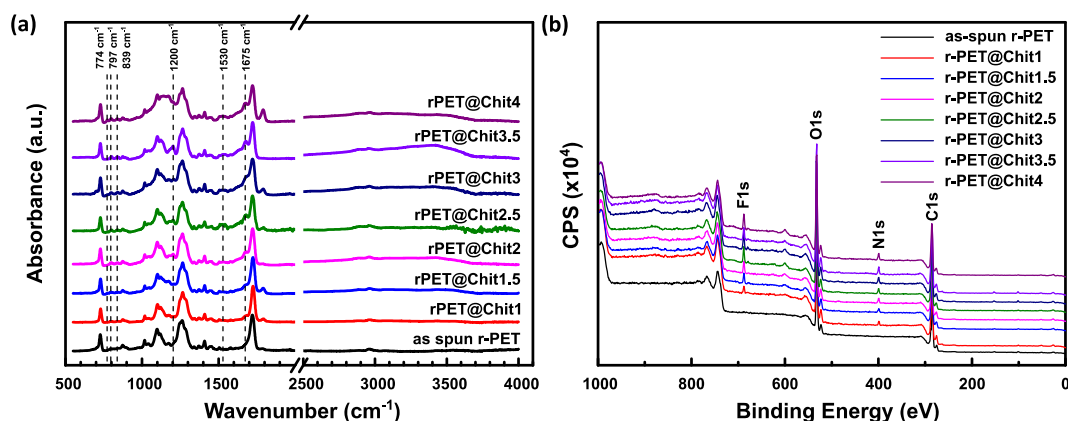 (a)
774 cm⁻¹
797 cm⁻¹
839 cm⁻¹
1200 cm⁻¹
1530 cm⁻¹
1675 cm⁻¹
Absorbance (a.u.)
rPET@Chit4
rPET@Chit3.5
rPET@Chit3
rPET@Chit2.5
rPET@Chit2
rPET@Chit1.5
rPET@Chit1
as spun r-PET
500 1000 1500 2000 2500 3000 3500 4000
Wavenumber (cm⁻¹)
(b)
as-spun r-PET
r-PET@Chit1
r-PET@Chit1.5
r-PET@Chit2
r-PET@Chit2.5
r-PET@Chit3
r-PET@Chit3.5
r-PET@Chit4
CPS (x10⁴)
F1s
O1s
N1s
C1s
1000 800 600 400 200 0
Binding Energy (eV)